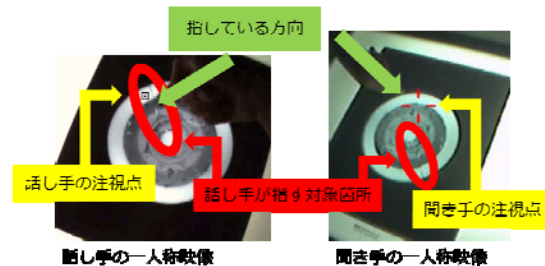 指している方向
話し手の注視点
話し手が指す対象箇所
聞き手の注視点
話し手の一人称映像
聞き手の一人称映像